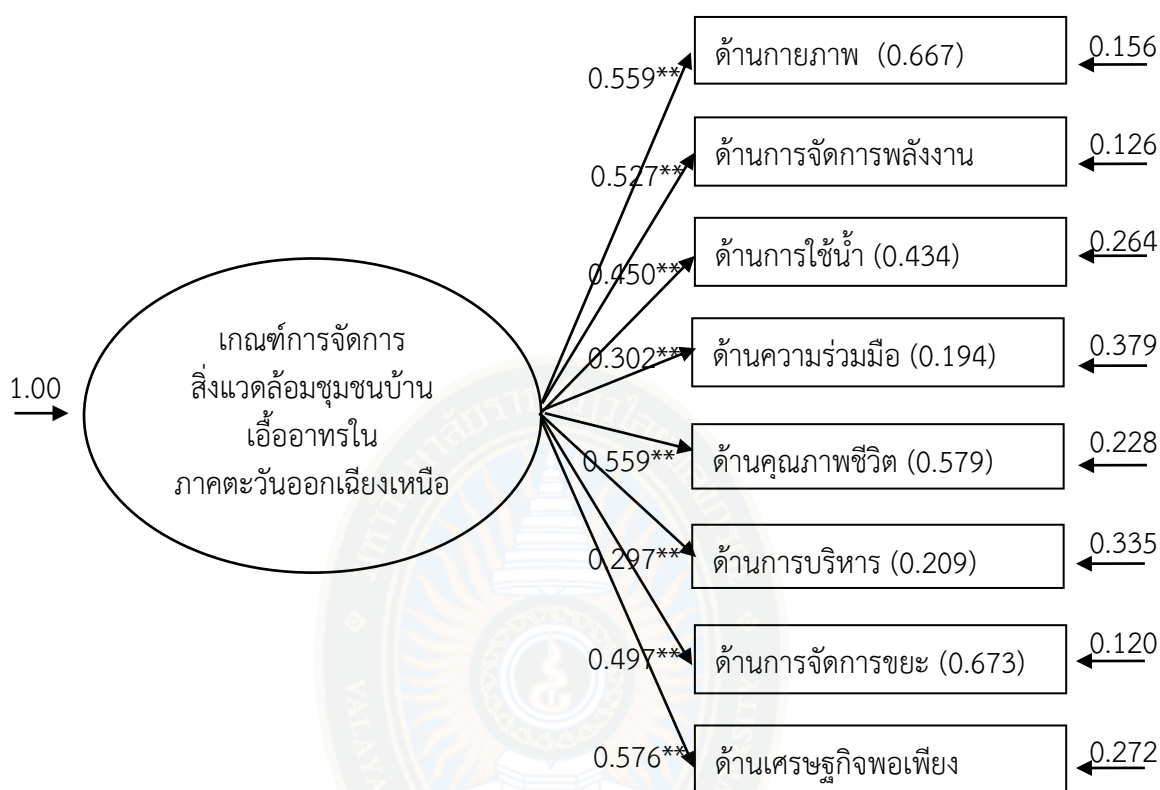 0.559** ด้านกายภาพ (0.667) 0.156
0.527** ด้านการจัดการพลังงาน 0.126
0.450** ด้านการใช้น้ำ (0.434) 0.264
0.302** ด้านความร่วมมือ (0.194) 0.379
1.00
เกณฑ์การจัดการ
สิ่งแวดล้อมชุมชนบ้าน
เอื้ออาทรใน
ภาคตะวันออกเฉียงเหนือ
0.559** ด้านคุณภาพชีวิต (0.579) 0.228
0.297** ด้านการบริหาร (0.209) 0.335
0.497** ด้านการจัดการขยะ (0.673) 0.120
0.576** ด้านเศรษฐกิจพอเพียง 0.272